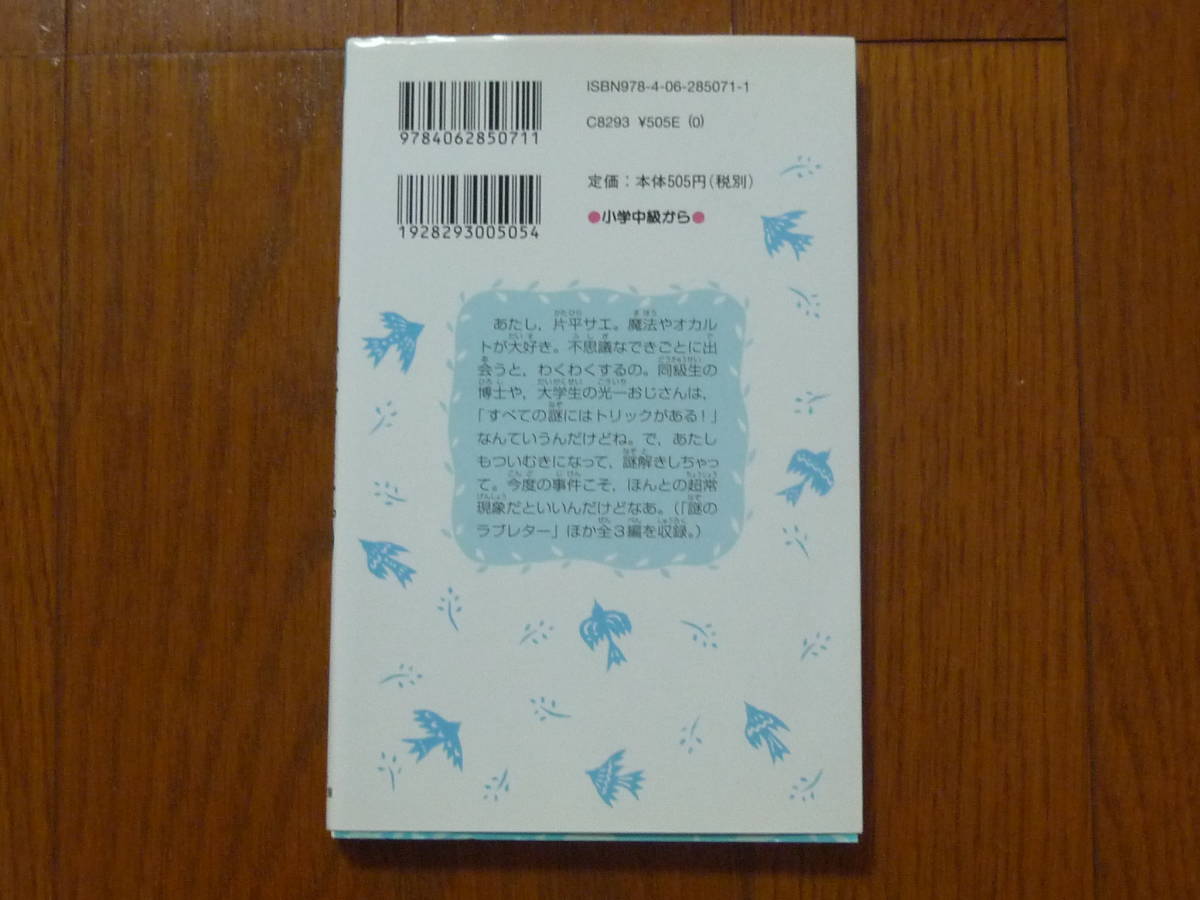 ISBN978-4-06-285071-1
9784062850711
C8293 ¥505E (0)
定価：本体505円(税別)
1928293005054
●小学中級から●
あたし、片平サエ。魔法やオカル
トが大好き。不思議なできごとに出
会うと、わくわくするの。同級生の
博士や、大学生の光一おじさんは、
「すべての謎にはトリックがある！」
なんていうんだけどね。で、あたし
もついむきになって、謎解きしちゃっ
て。今度の事件こそ、ほんとの超常
現象だといいんだけどなあ。（「謎の
ラブレター」ほか全３編を収録。）